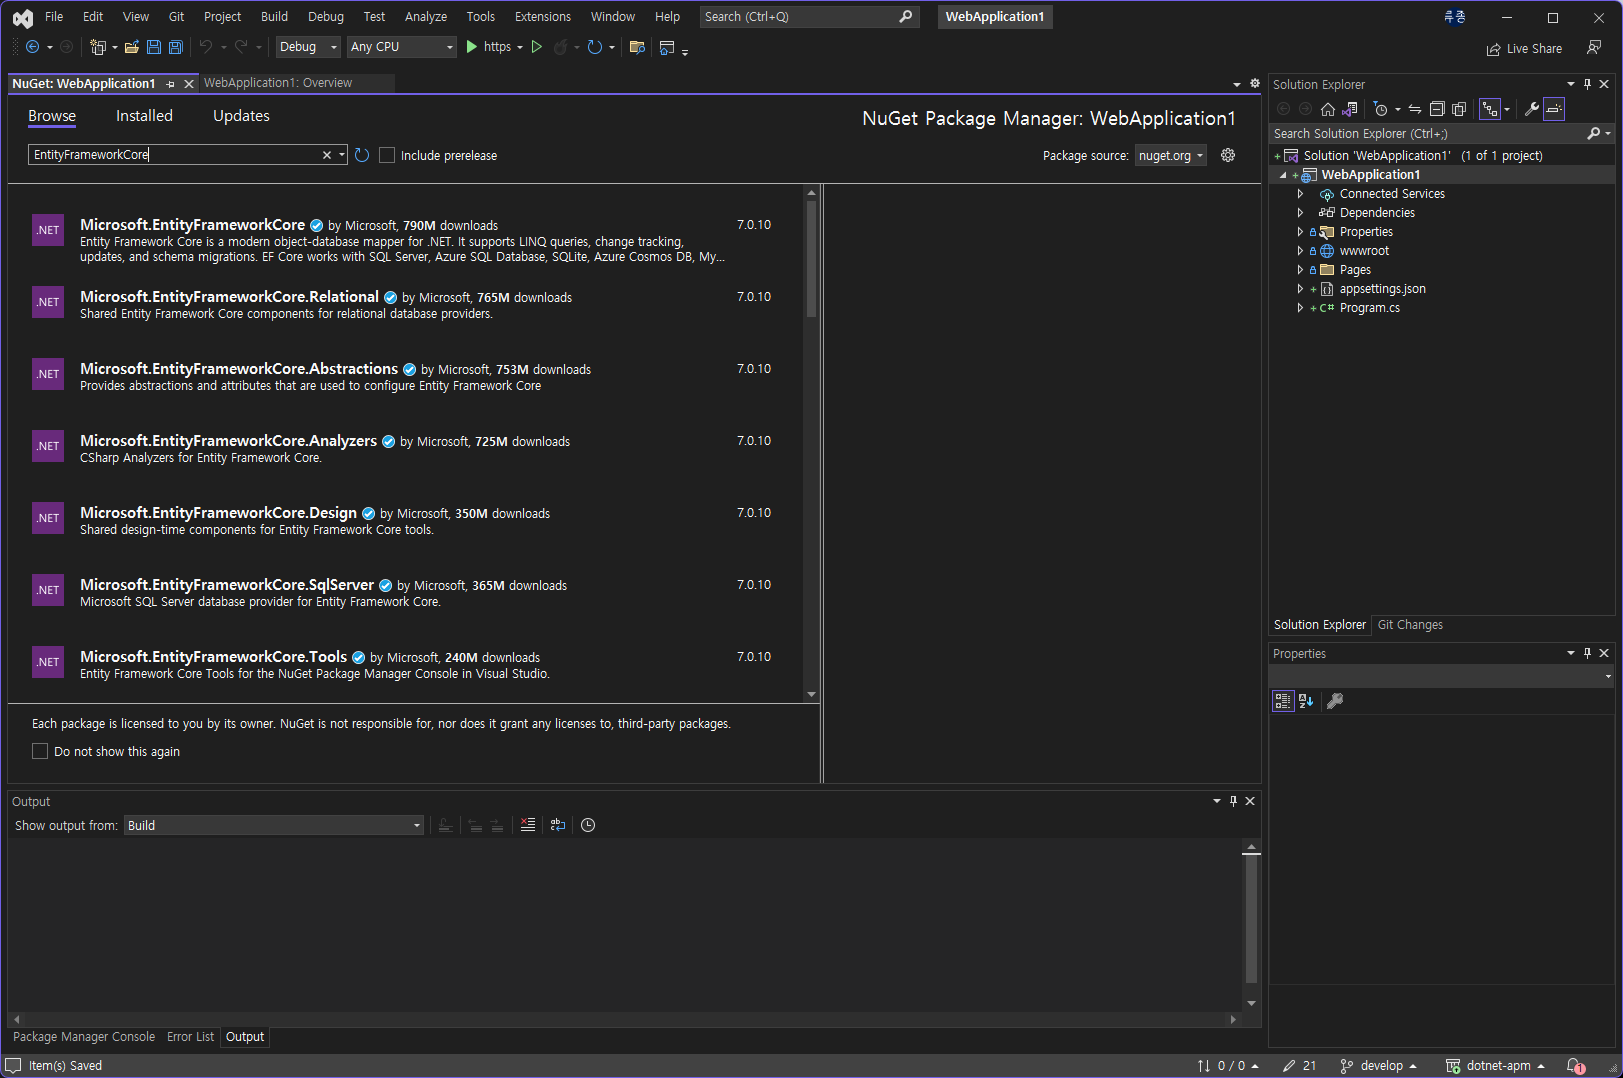 File Edit View Git Project Build Debug Test Analyze Tools Extensions Window Help Search (Ctrl+Q) WebApplication1 루종
Debug Any CPU https Live Share
NuGet: WebApplication1 WebApplication1: Overview
Browse Installed Updates NuGet Package Manager: WebApplication1
EntityFrameworkCore Include prerelease Package source: nuget.org
.NET Microsoft.EntityFrameworkCore by Microsoft, 790M downloads 7.0.10
Entity Framework Core is a modern object-database mapper for .NET. It supports LINQ queries, change tracking,
updates, and schema migrations. EF Core works with SQL Server, Azure SQL Database, SQLite, Azure Cosmos DB, My...
.NET Microsoft.EntityFrameworkCore.Relational by Microsoft, 765M downloads 7.0.10
Shared Entity Framework Core components for relational database providers.
.NET Microsoft.EntityFrameworkCore.Abstractions by Microsoft, 753M downloads 7.0.10
Provides abstractions and attributes that are used to configure Entity Framework Core
.NET Microsoft.EntityFrameworkCore.Analyzers by Microsoft, 725M downloads 7.0.10
CSharp Analyzers for Entity Framework Core.
.NET Microsoft.EntityFrameworkCore.Design by Microsoft, 350M downloads 7.0.10
Shared design-time components for Entity Framework Core tools.
.NET Microsoft.EntityFrameworkCore.SqlServer by Microsoft, 365M downloads 7.0.10
Microsoft SQL Server database provider for Entity Framework Core.
.NET Microsoft.EntityFrameworkCore.Tools by Microsoft, 240M downloads 7.0.10
Entity Framework Core Tools for the NuGet Package Manager Console in Visual Studio.
Each package is licensed to you by its owner. NuGet is not responsible for, nor does it grant any licenses to, third-party packages.
Do not show this again
Solution Explorer
Search Solution Explorer (Ctrl+;)
Solution 'WebApplication1' (1 of 1 project)
WebApplication1
Connected Services
Dependencies
Properties
wwwroot
Pages
appsettings.json
C# Program.cs
Solution Explorer Git Changes
Properties
Output
Show output from: Build
Package Manager Console Error List Output
Item(s) Saved 0 / 0 21 develop dotnet-apm 1